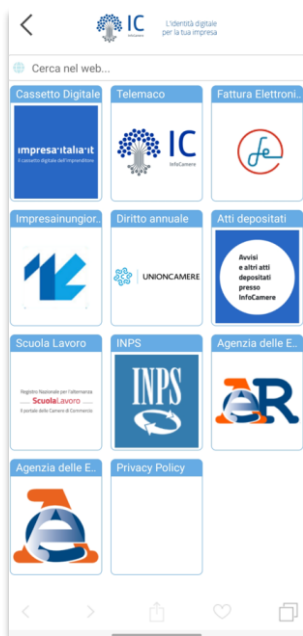 IC
InfoCamere
L'identità digitale
per la tua impresa
Cerca nel web...
Cassetto Digitale
Telemaco
Fattura Elettroni..
impresa.italia.it
il cassetto digitale dell'imprenditore
IC
InfoCamere
fe
Impresainungior..
Diritto annuale
Atti depositati
UNIONCAMERE
Avvisi
e altri atti
depositati
presso
InfoCamere
Scuola Lavoro
INPS
Agenzia delle E..
Registro Nazionale per l'alternanza
ScuolaLavoro
il portale delle Camere di Commercio
INPS
AR
Agenzia delle E..
Privacy Policy